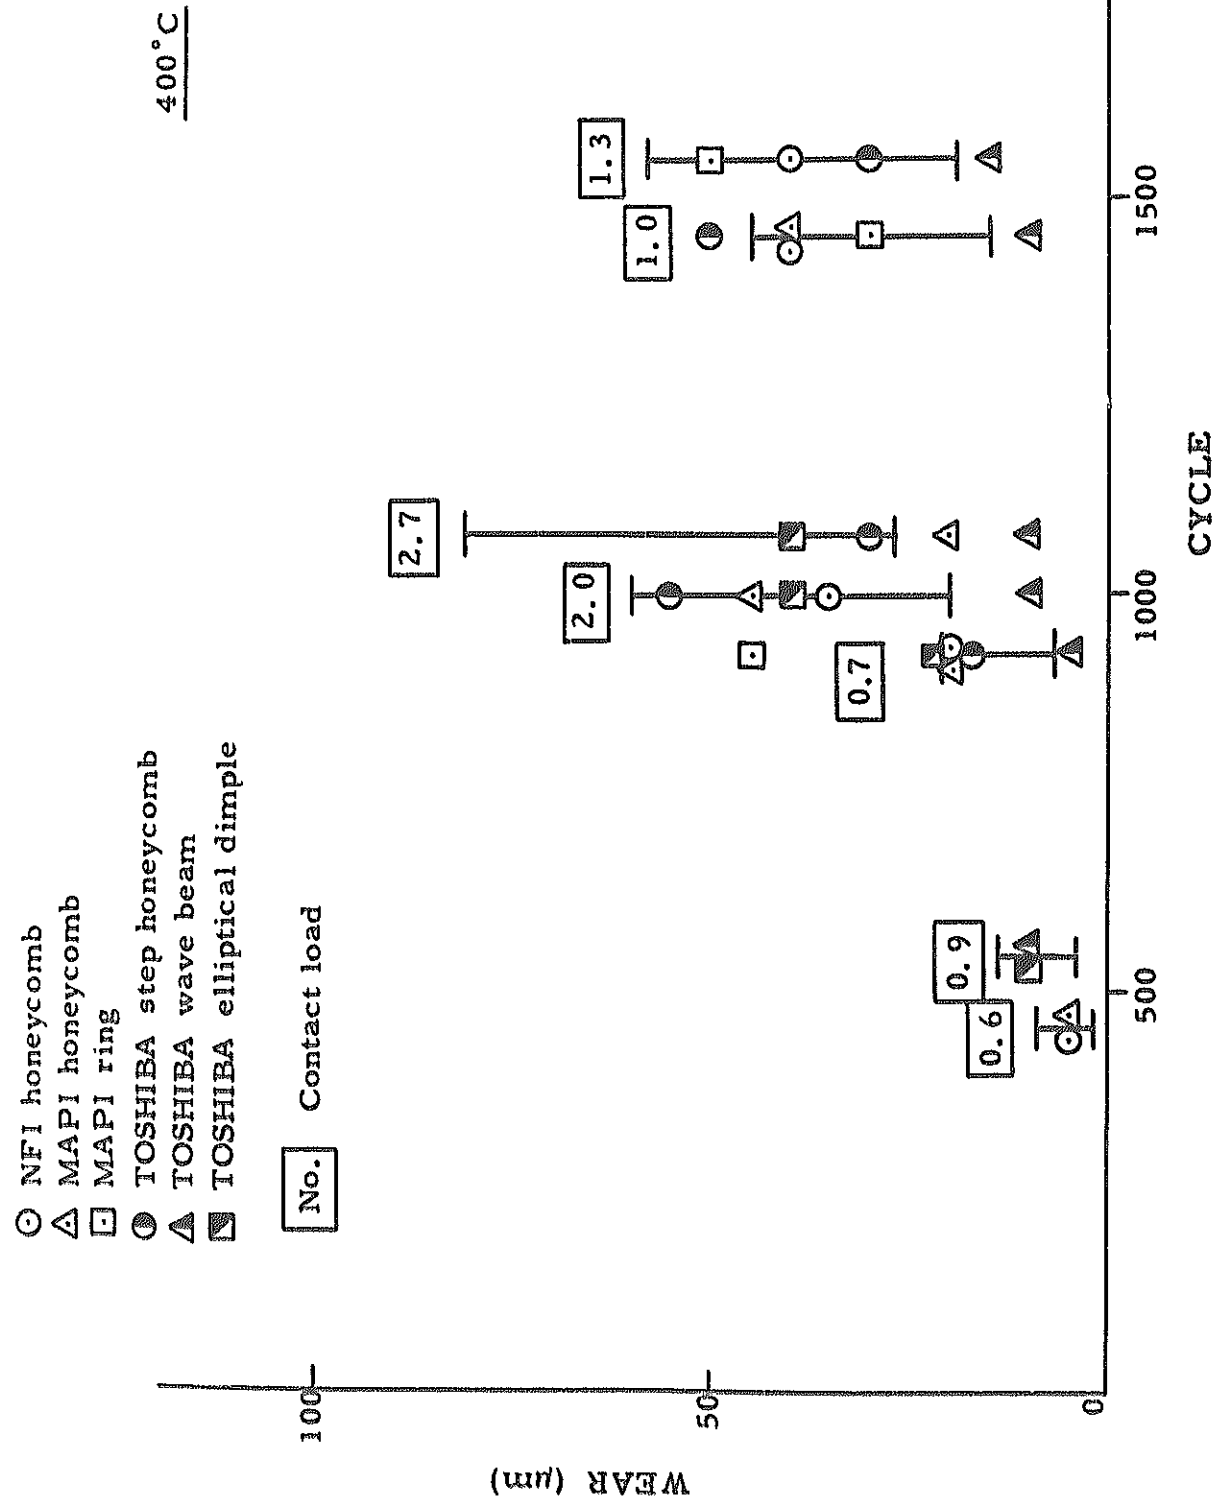 400°C
NFI honeycomb
MAPI honeycomb
MAPI ring
TOSHIBA step honeycomb
TOSHIBA wave beam
TOSHIBA elliptical dimple
No. Contact load
1.3
1.0
2.7
2.0
0.7
0.9
0.6
100
50
0
WEAR (μm)
500
1000
1500
CYCLE